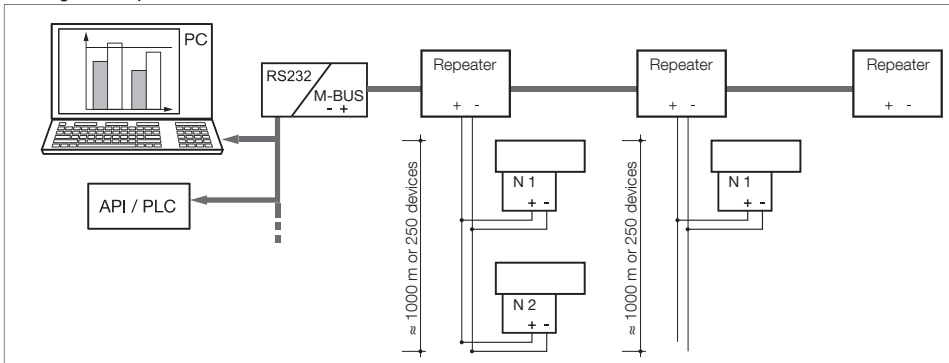 PC
RS232
M-BUS
- +
Repeater
+ -
Repeater
+ -
Repeater
+ -
API / PLC
≈ 1000 m or 250 devices
N 1
+ -
N 2
+ -
≈ 1000 m or 250 devices
N 1
+ -